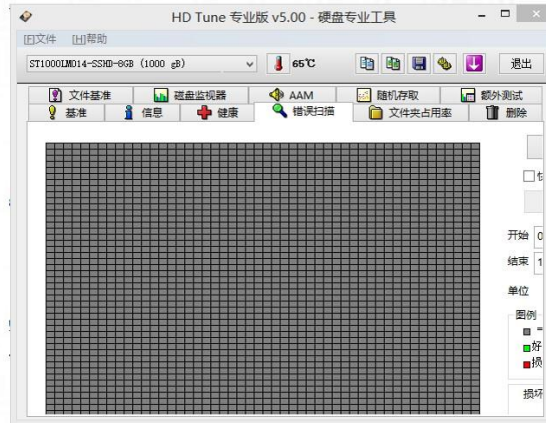 HD Tune 专业版 v5.00 - 硬盘专业工具
[F]文件 [H]帮助
ST1000LM014-SSHD-8GB (1000 gB) 65℃ 退出
文件基准 磁盘监视器 AAM 随机存取 额外测试
基准 信息 健康 错误扫描 文件夹占用率 删除
开始 0
结束 1
单位
图例
好
损
损坏